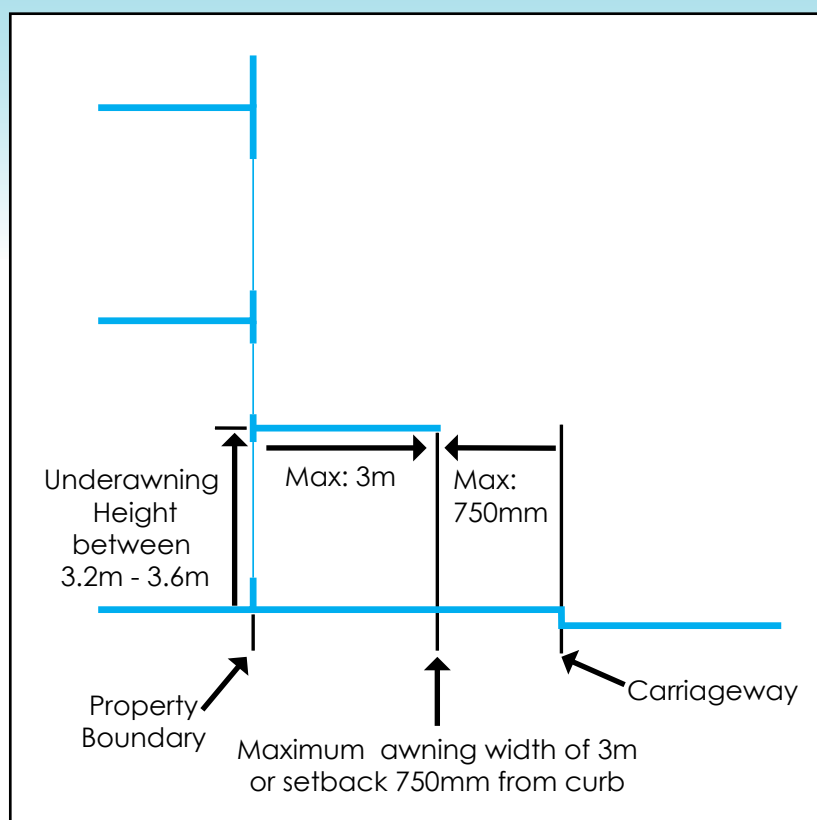 Underawning
Height
between
3.2m - 3.6m
Max: 3m
Max:
750mm
Property
Boundary
Maximum awning width of 3m
or setback 750mm from curb
Carriageway